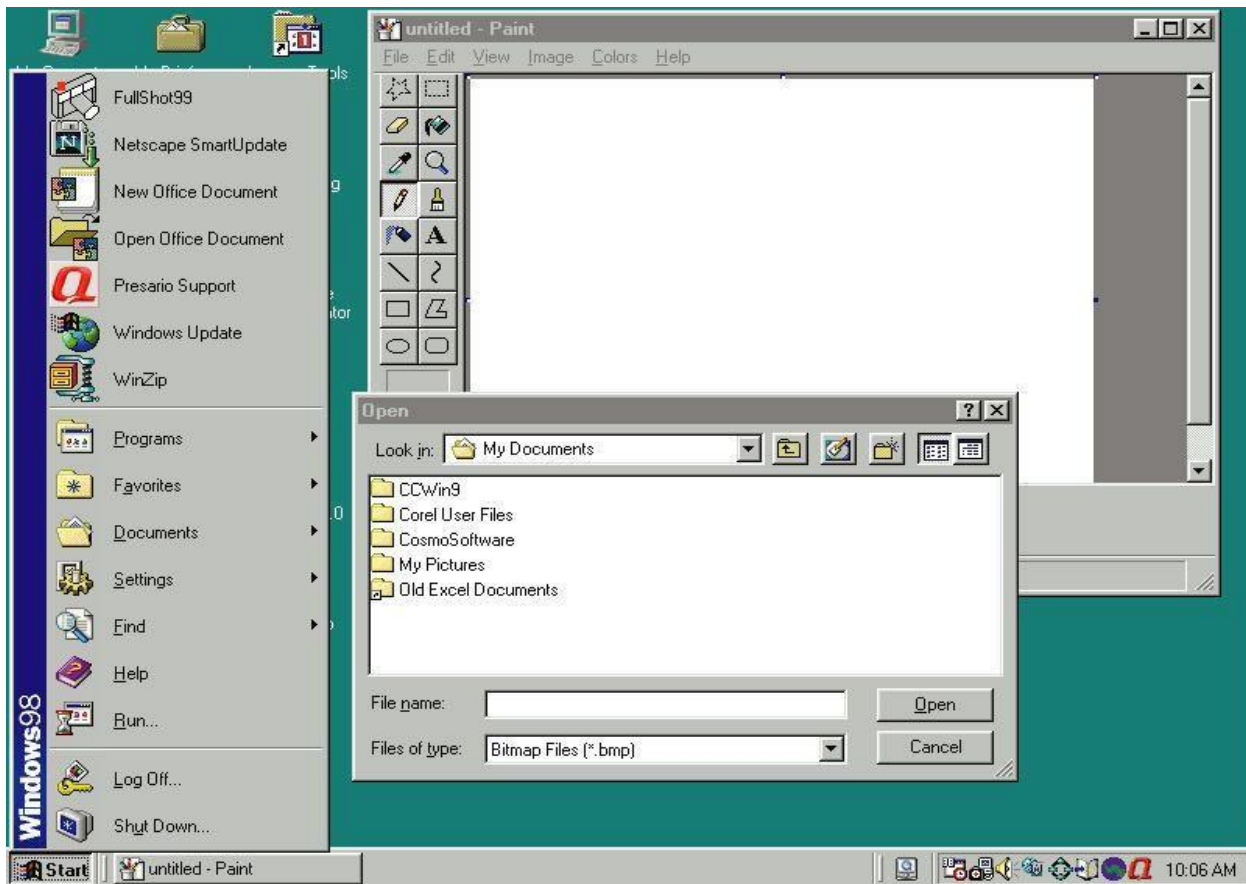 Tools
untitled - Paint
File Edit View Image Colors Help
FullShot99
Netscape SmartUpdate
New Office Document
Open Office Document
Presario Support
Windows Update
WinZip
Programs
Favorites
Documents
Settings
Find
Help
Run...
Log Off...
Shut Down...
Windows98
A
Open
Look in: My Documents
CCWin9
Corel User Files
CosmoSoftware
My Pictures
Old Excel Documents
File name:
Open
Files of type: Bitmap Files (*.bmp)
Cancel
Start
untitled - Paint
10:06 AM